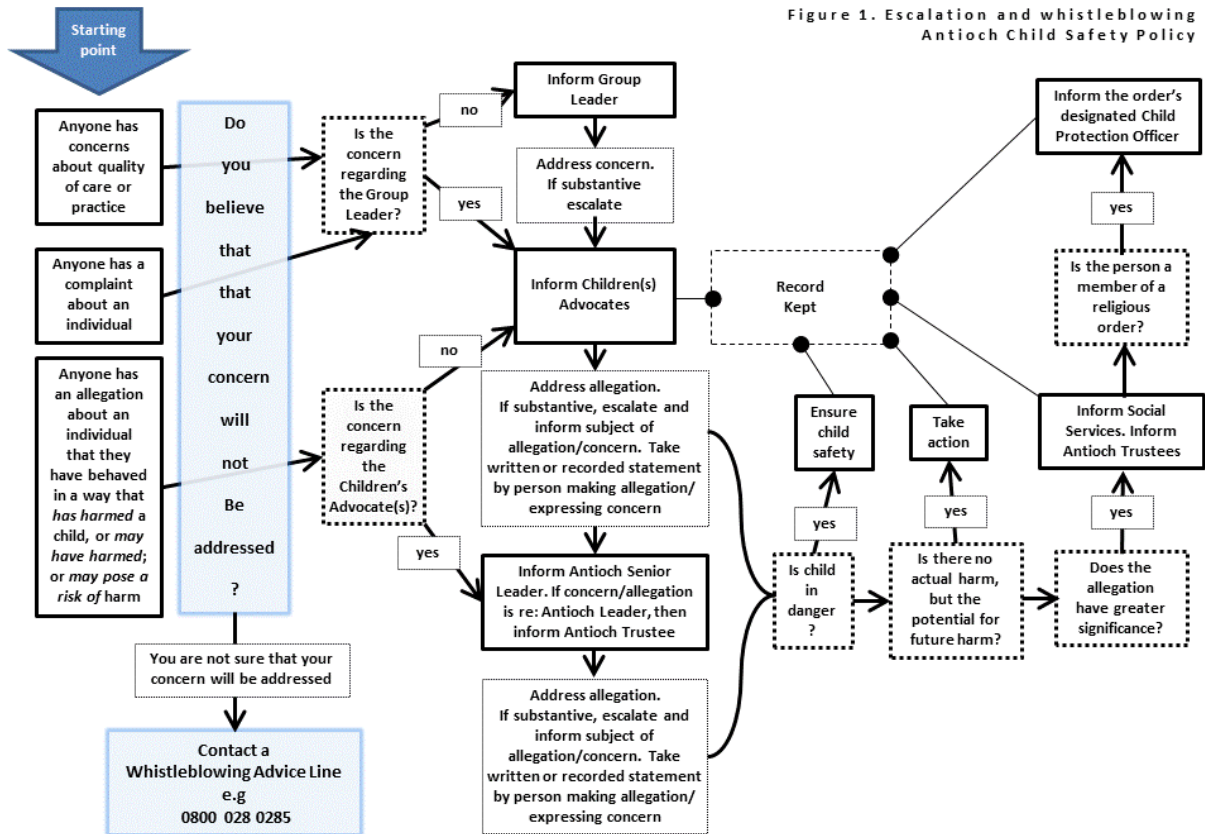 Figure 1. Escalation and whistleblowing
Antioch Child Safety Policy
Starting
point
Anyone has
concerns
about quality
of care or
practice
Anyone has a
complaint
about an
individual
Anyone has
an allegation
about an
individual
that they
have behaved
in a way that
has harmed a
child, or may
have harmed;
or may pose a
risk of harm
Do
you
believe
that
that
your
concern
will
not
Be
addressed
?
You are not sure that your
concern will be addressed
Contact a
Whistleblowing Advice Line
e.g
0800 028 0285
Is the
concern
regarding
the Group
Leader?
no
yes
Is the
concern
regarding
the
Children's
Advocate(s)?
no
yes
Inform Group
Leader
Address concern.
If substantive
escalate
Inform Children(s)
Advocates
Address allegation.
If substantive, escalate and
inform subject of
allegation/concern. Take
written or recorded statement
by person making allegation/
expressing concern
Inform Antioch Senior
Leader. If concern/allegation
is re: Antioch Leader, then
inform Antioch Trustee
Address allegation.
If substantive, escalate and
inform subject of
allegation/concern. Take
written or recorded statement
by person making allegation/
expressing concern
Record
Kept
Ensure
child
safety
yes
Is child
in
danger
?
Take
action
yes
Is there no
actual harm,
but the
potential for
future harm?
Inform the order's
designated Child
Protection Officer
yes
Is the person a
member of a
religious
order?
Inform Social
Services. Inform
Antioch Trustees
yes
Does the
allegation
have greater
significance?